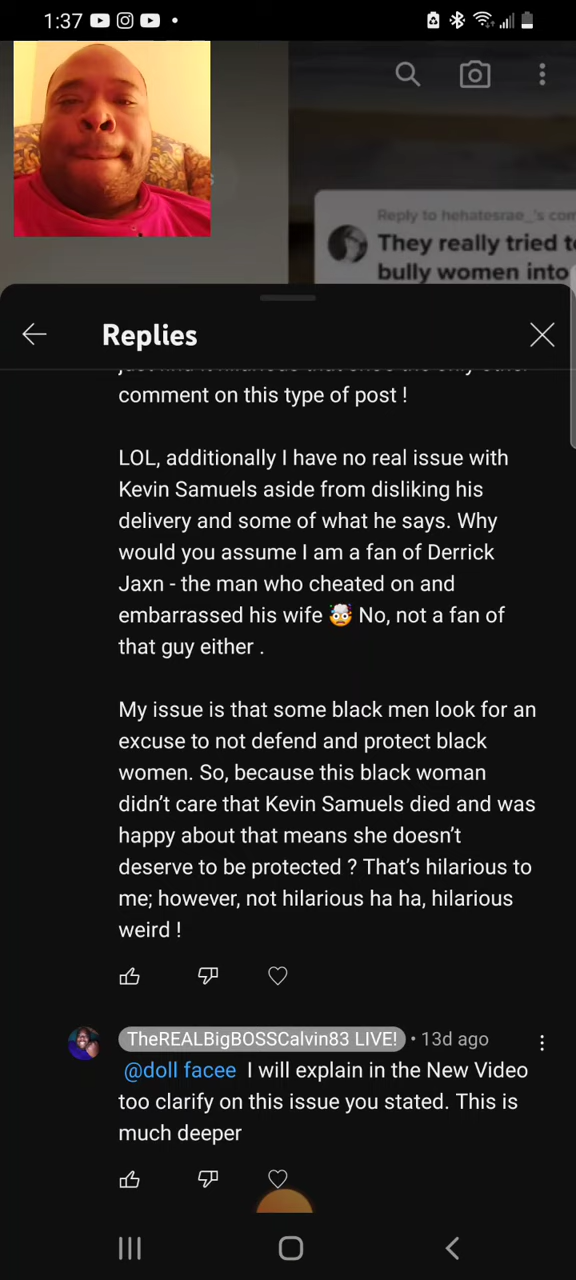 1:37
Reply to hehatesrae_'s com
They really tried t
bully women into
Replies
comment on this type of post !
LOL, additionally I have no real issue with
Kevin Samuels aside from disliking his
delivery and some of what he says. Why
would you assume I am a fan of Derrick
Jaxn - the man who cheated on and
embarrassed his wife 🤯 No, not a fan of
that guy either .
My issue is that some black men look for an
excuse to not defend and protect black
women. So, because this black woman
didn’t care that Kevin Samuels died and was
happy about that means she doesn’t
deserve to be protected ? That’s hilarious to
me; however, not hilarious ha ha, hilarious
weird !
TheREALBigBOSSCalvin83 LIVE! • 13d ago
@doll facee I will explain in the New Video
too clarify on this issue you stated. This is
much deeper